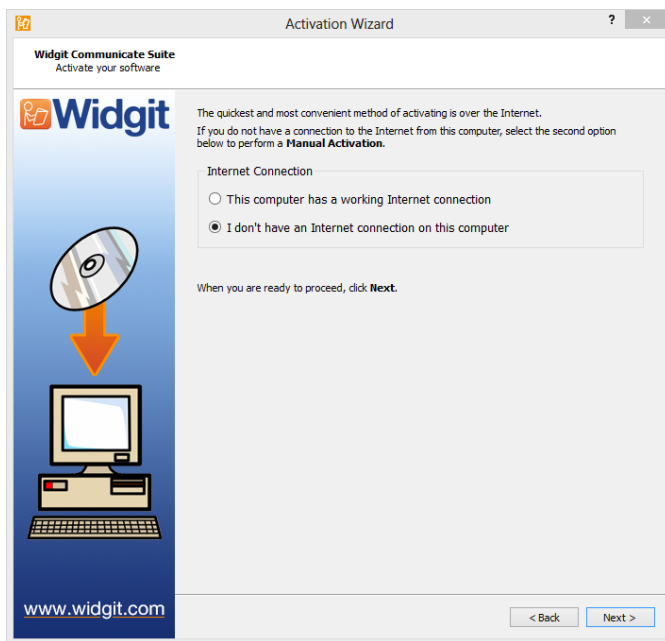 Activation Wizard
?
Widgit Communicate Suite
Activate your software
Widgit
The quickest and most convenient method of activating is over the Internet.
If you do not have a connection to the Internet from this computer, select the second option
below to perform a Manual Activation.
Internet Connection
This computer has a working Internet connection
I don't have an Internet connection on this computer
When you are ready to proceed, click Next.
www.widgit.com
< Back
Next >